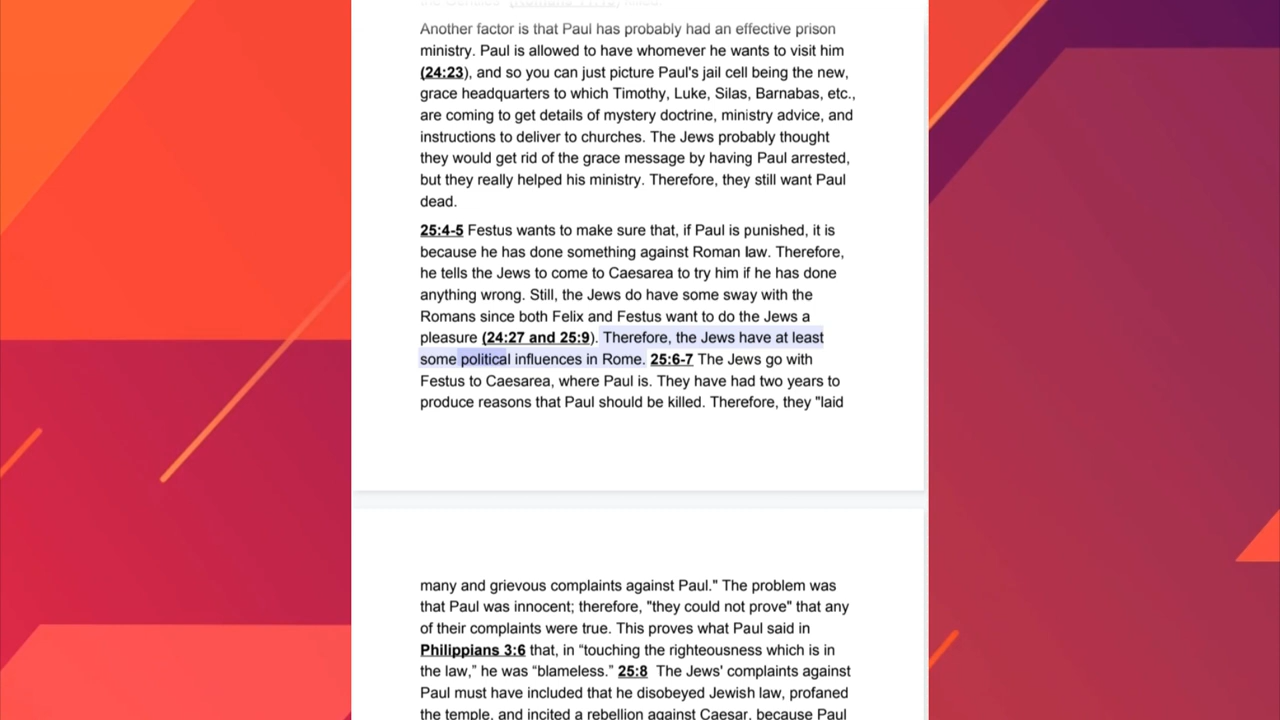 Another factor is that Paul has probably had an effective prison
ministry. Paul is allowed to have whomever he wants to visit him
(24:23), and so you can just picture Paul's jail cell being the new,
grace headquarters to which Timothy, Luke, Silas, Barnabas, etc.,
are coming to get details of mystery doctrine, ministry advice, and
instructions to deliver to churches. The Jews probably thought
they would get rid of the grace message by having Paul arrested,
but they really helped his ministry. Therefore, they still want Paul
dead.
25:4-5 Festus wants to make sure that, if Paul is punished, it is
because he has done something against Roman law. Therefore,
he tells the Jews to come to Caesarea to try him if he has done
anything wrong. Still, the Jews do have some sway with the
Romans since both Felix and Festus want to do the Jews a
pleasure (24:27 and 25:9). Therefore, the Jews have at least
some political influences in Rome. 25:6-7 The Jews go with
Festus to Caesarea, where Paul is. They have had two years to
produce reasons that Paul should be killed. Therefore, they "laid
many and grievous complaints against Paul." The problem was
that Paul was innocent; therefore, "they could not prove" that any
of their complaints were true. This proves what Paul said in
Philippians 3:6 that, in “touching the righteousness which is in
the law,” he was “blameless.” 25:8 The Jews' complaints against
Paul must have included that he disobeyed Jewish law, profaned
the temple, and incited a rebellion against Caesar, because Paul